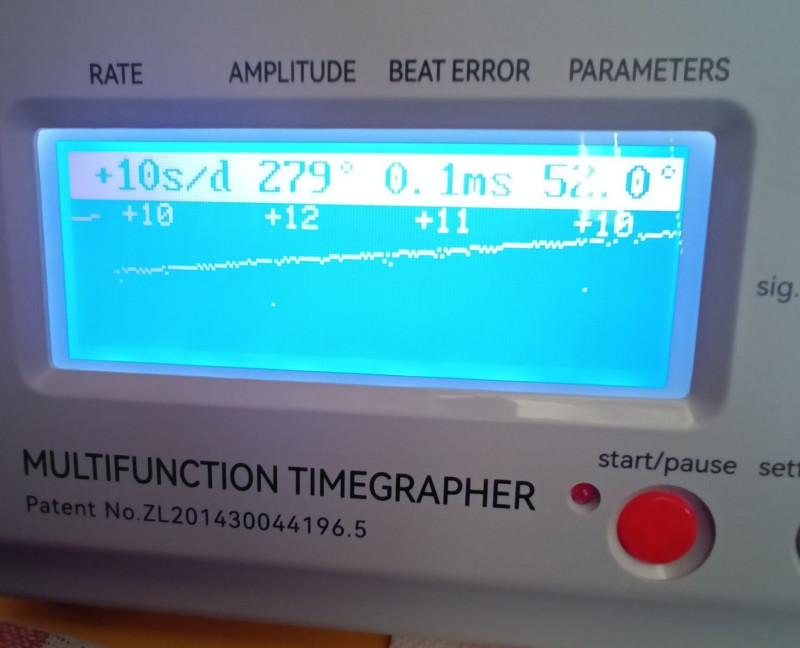 RATE AMPLITUDE BEAT ERROR PARAMETERS
+10s/d 279° 0.1ms 52.0°
+10 +12 +11 +10
sig.
MULTIFUNCTION TIMEGRAPHER
Patent No.ZL201430044196.5
start/pause